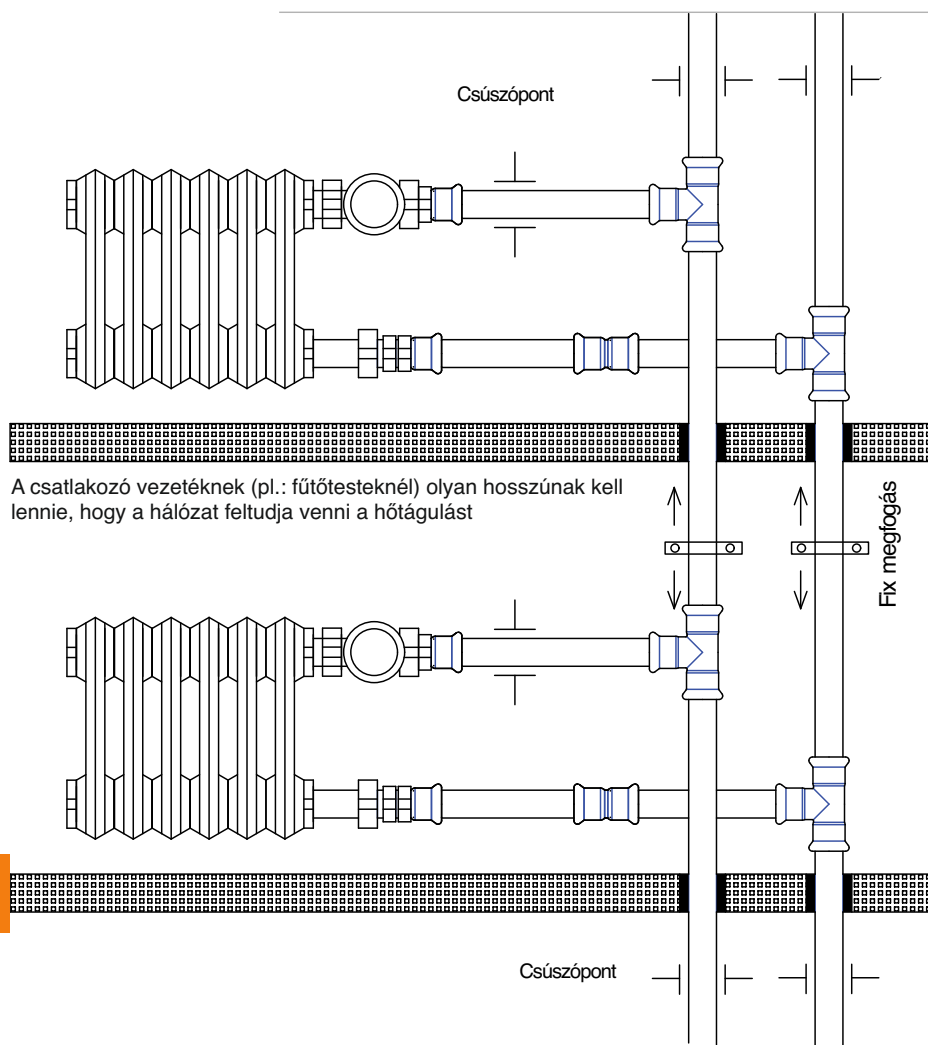 Csúszópont
A csatlakozó vezetéknek (pl.: fűtőtesteknél) olyan hosszúnak kell
lennie, hogy a hálózat feltudja venni a hőtágulást
Fix megfogás
Csúszópont